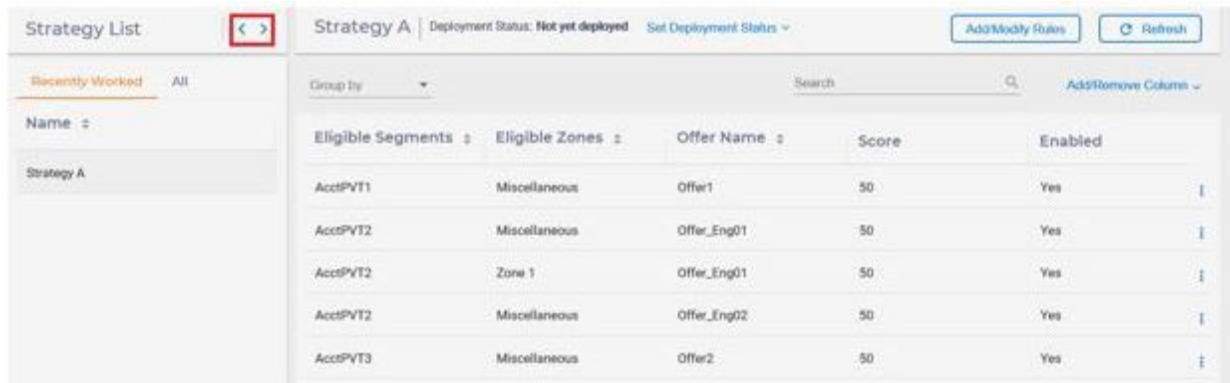 Strategy List
Strategy A | Deployment Status: Not yet deployed Set Deployment Status
Add/Modify Rules
Refresh
Recently Worked All
Group by
Search
Add/Remove Column
Name
Strategy A
Eligible Segments Eligible Zones Offer Name Score Enabled
AcctPVT1 Miscellaneous Offer1 50 Yes
AcctPVT2 Miscellaneous Offer_Eng01 50 Yes
AcctPVT2 Zone 1 Offer_Eng01 50 Yes
AcctPVT2 Miscellaneous Offer_Eng02 50 Yes
AcctPVT3 Miscellaneous Offer2 50 Yes